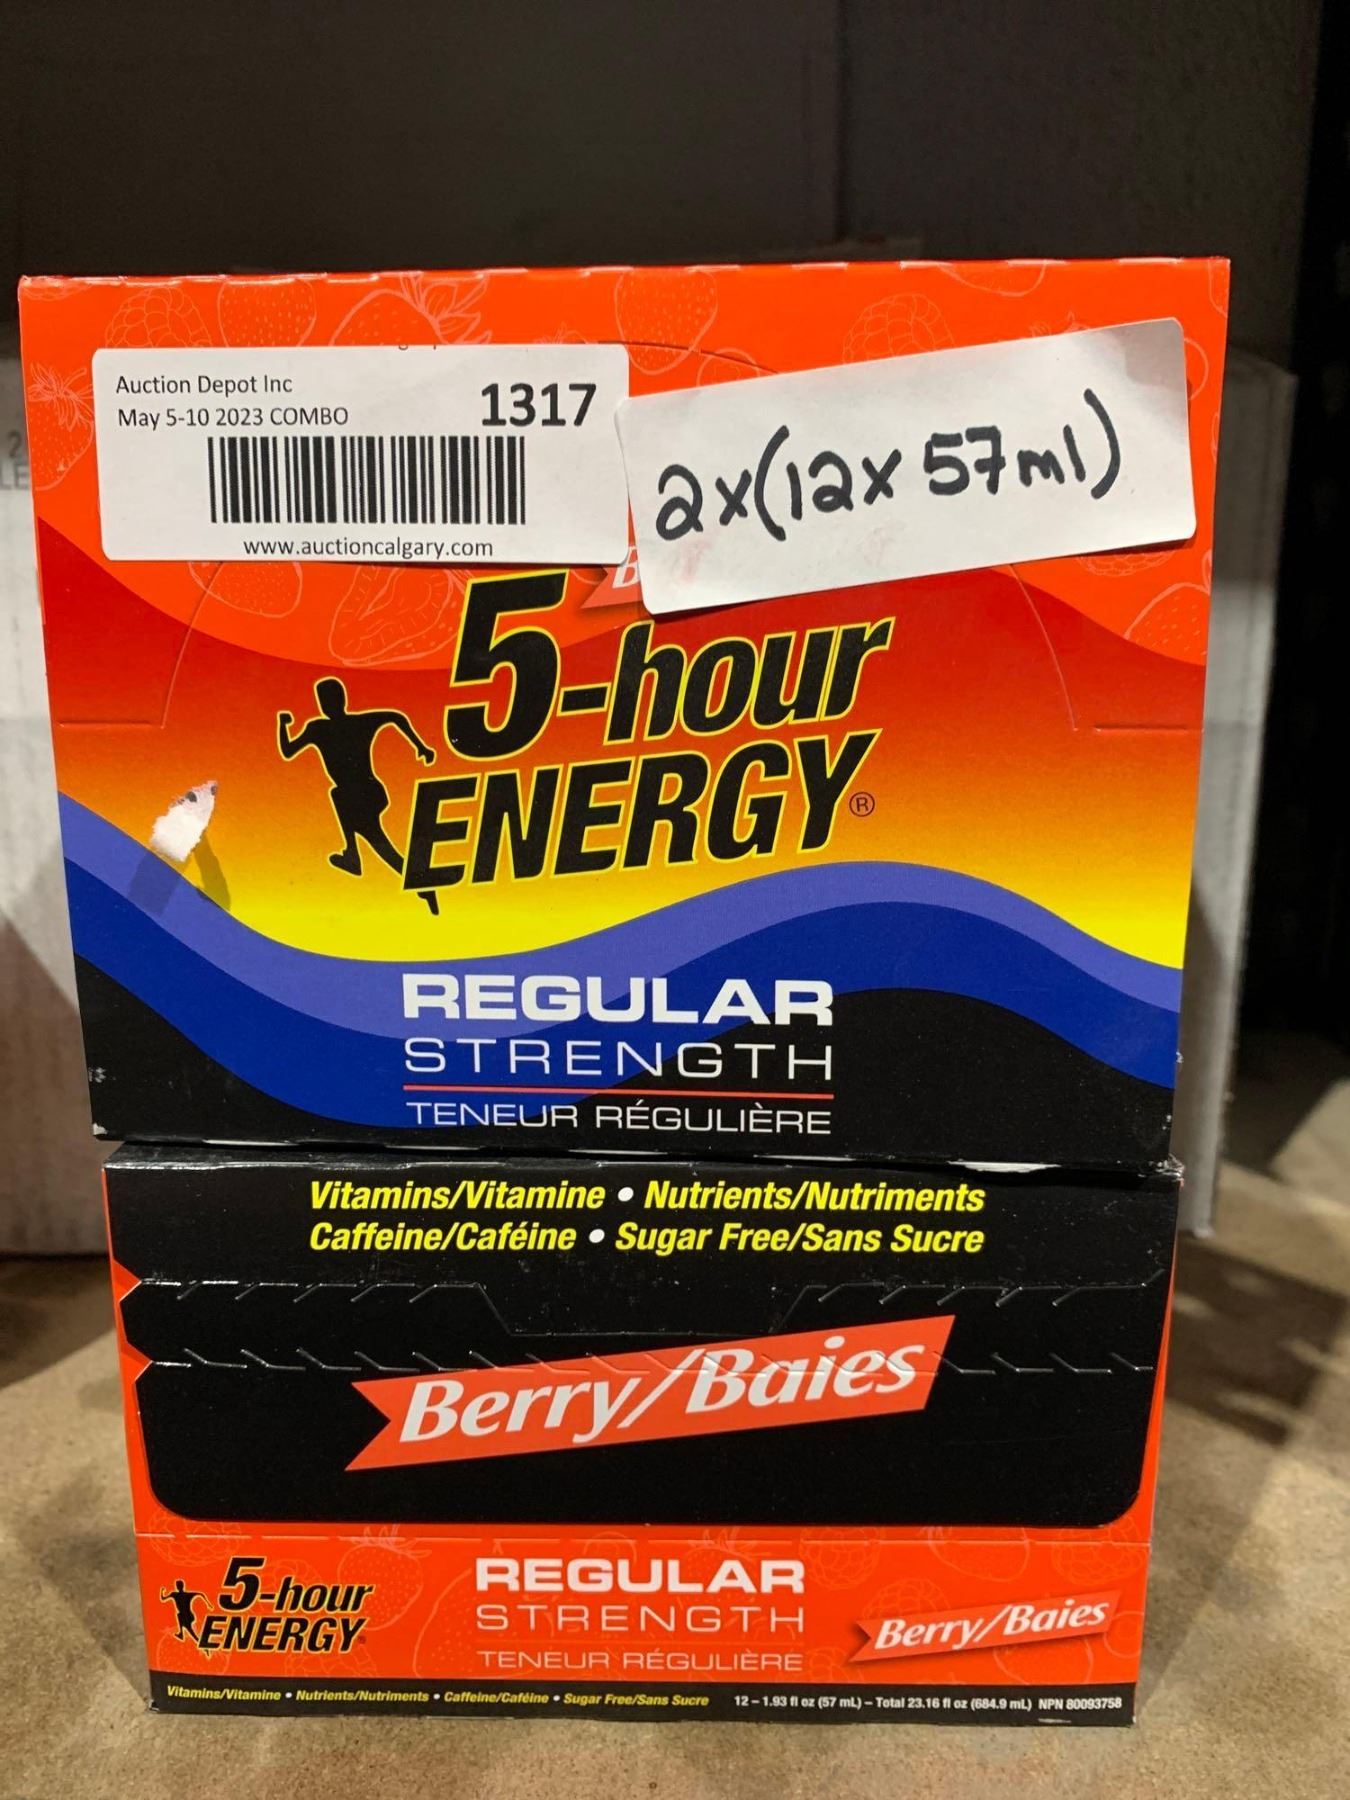 Auction Depot Inc
May 5-10 2023 COMBO
1317
www.auctioncalgary.com
2x(12x57ml)
5-hour
ENERGY®
REGULAR
STRENGTH
TENEUR RÉGULIÈRE
Vitamins/Vitamine • Nutrients/Nutriments
Caffeine/Caféine • Sugar Free/Sans Sucre
Berry/Baies
5-hour
ENERGY
REGULAR
STRENGTH
TENEUR RÉGULIÈRE
Berry/Baies
Vitamins/Vitamine • Nutrients/Nutriments • Caffeine/Caféine • Sugar Free/Sans Sucre 12 – 1.93 fl oz (57 mL) – Total 23.16 fl oz (684.9 mL) NPN 80093758